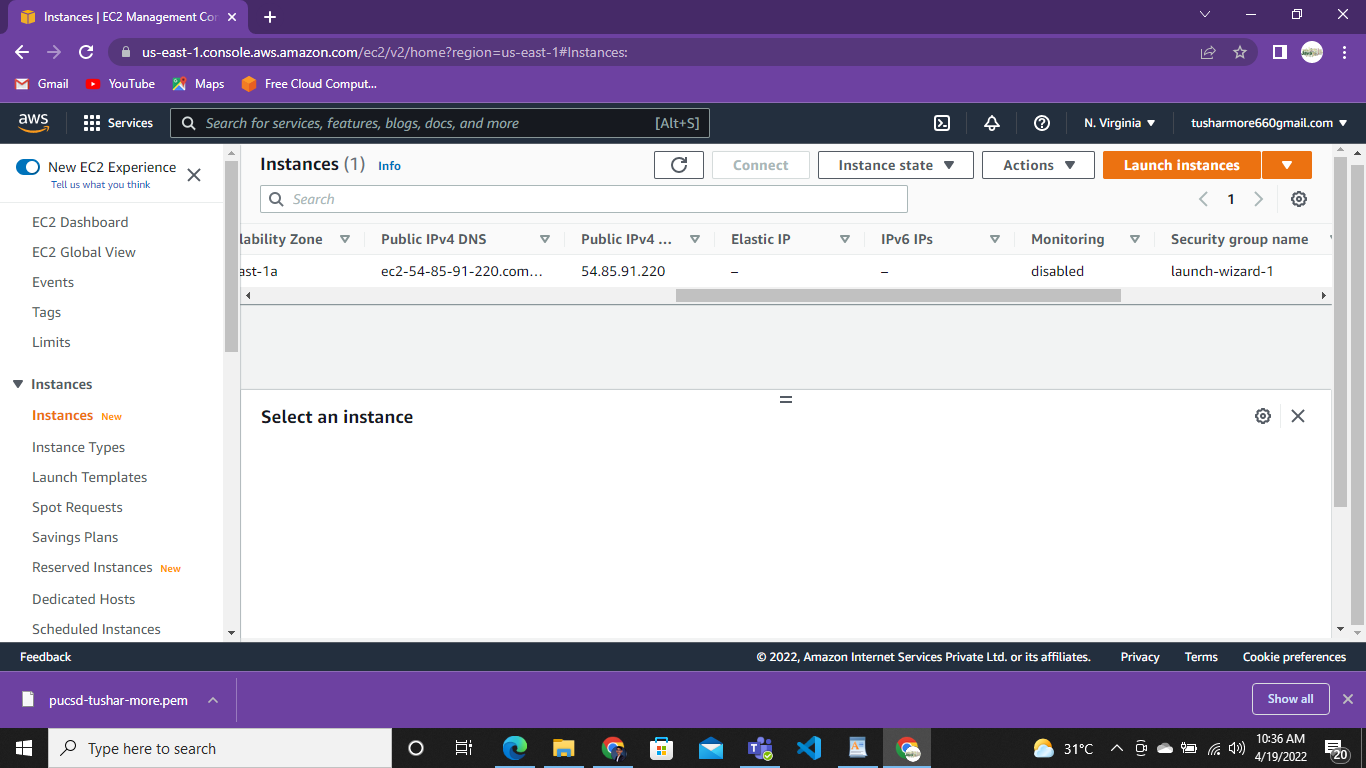 Instances | EC2 Management Con
us-east-1.console.aws.amazon.com/ec2/v2/home?region=us-east-1#Instances:
Gmail YouTube Maps Free Cloud Comput...
aws Services Search for services, features, blogs, docs, and more [Alt+S] N. Virginia tusharmore660gmail.com
New EC2 Experience
Tell us what you think
EC2 Dashboard
EC2 Global View
Events
Tags
Limits
Instances
Instances New
Instance Types
Launch Templates
Spot Requests
Savings Plans
Reserved Instances New
Dedicated Hosts
Scheduled Instances
Instances (1) Info Connect Instance state Actions Launch instances
Search 1
lability Zone Public IPv4 DNS Public IPv4 ... Elastic IP IPv6 IPs Monitoring Security group name
ast-1a ec2-54-85-91-220.com... 54.85.91.220 – – disabled launch-wizard-1
Select an instance
Feedback © 2022, Amazon Internet Services Private Ltd. or its affiliates. Privacy Terms Cookie preferences
pucsd-tushar-more.pem Show all
Type here to search 31°C 10:36 AM
4/19/2022 20